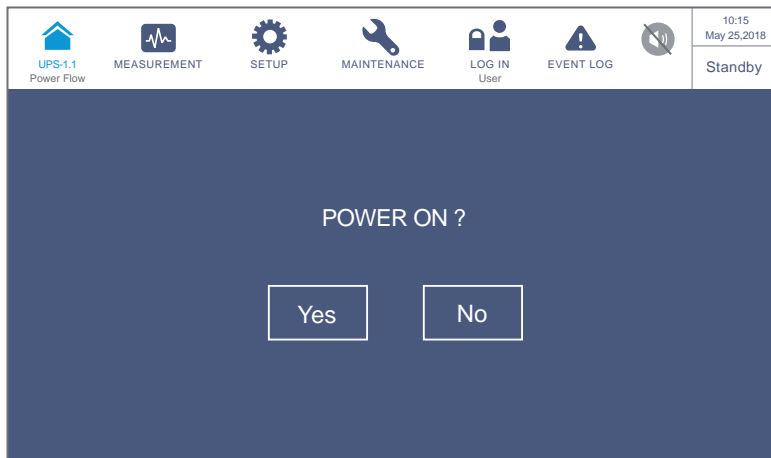 UPS-1.1
Power Flow
MEASUREMENT
SETUP
MAINTENANCE
LOG IN
User
EVENT LOG
10:15
May 25,2018
Standby
POWER ON ?
Yes
No